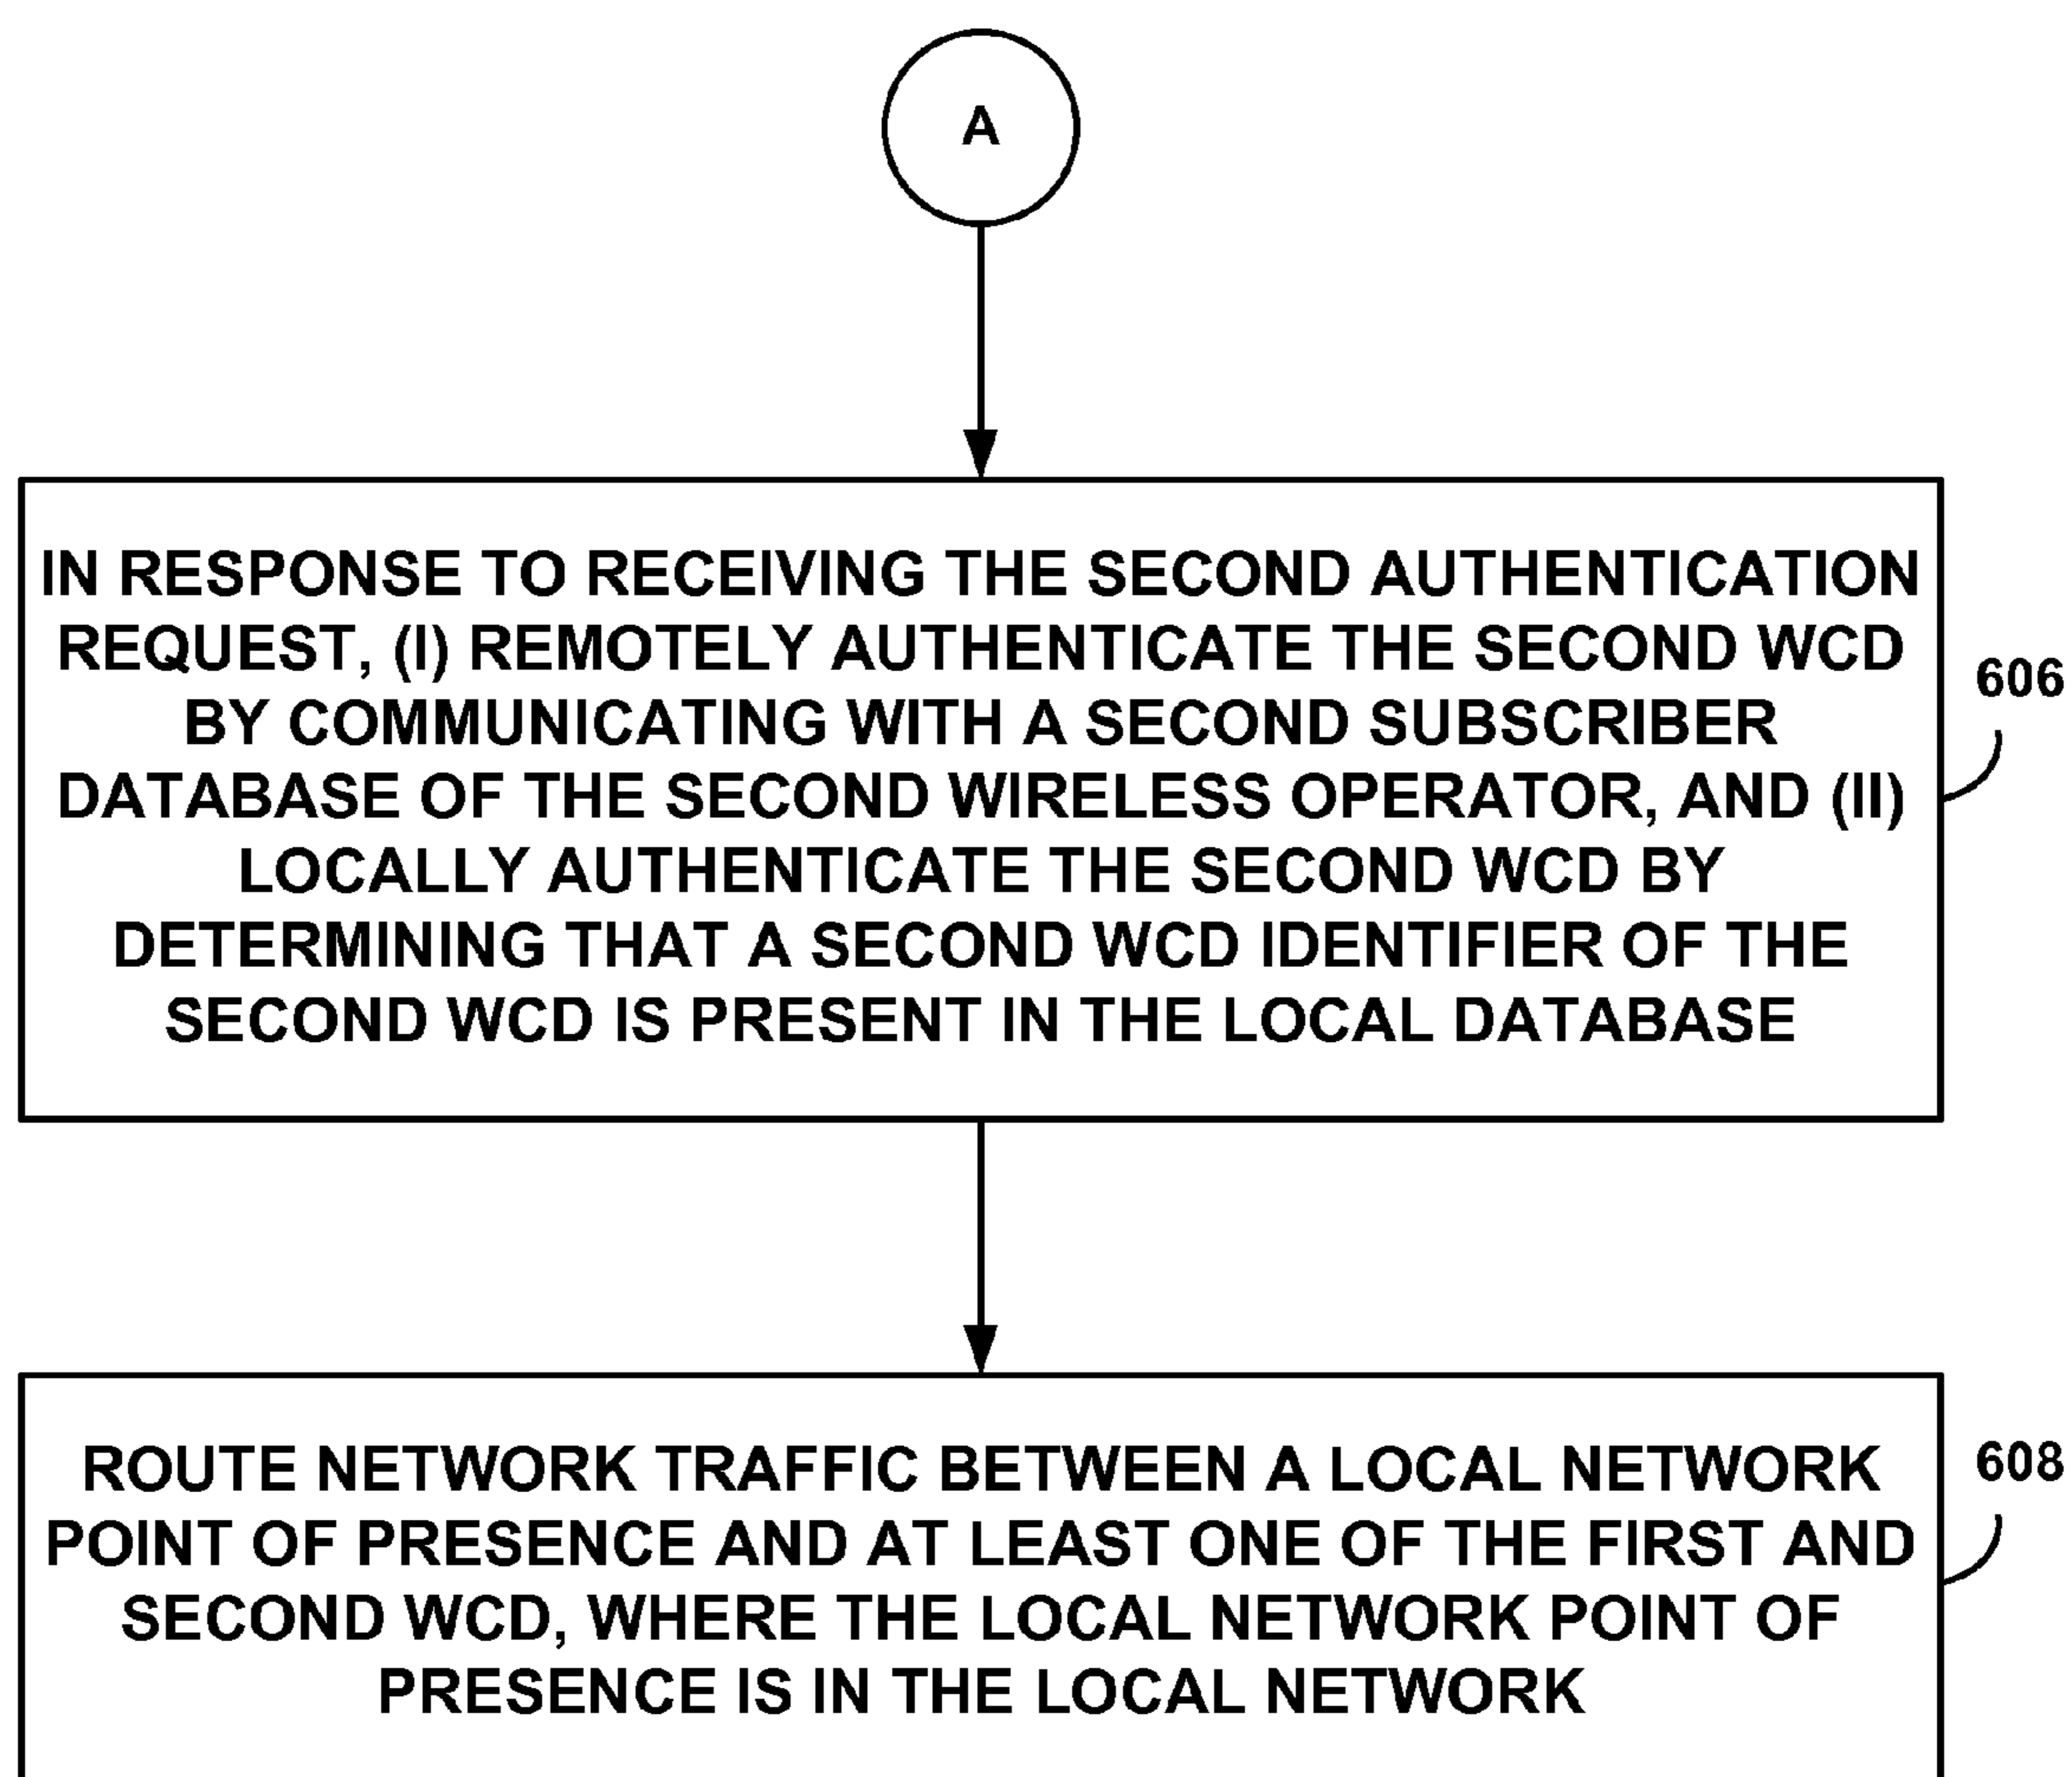 A
IN RESPONSE TO RECEIVING THE SECOND AUTHENTICATION
REQUEST, (I) REMOTELY AUTHENTICATE THE SECOND WCD
BY COMMUNICATING WITH A SECOND SUBSCRIBER
DATABASE OF THE SECOND WIRELESS OPERATOR, AND (II)
LOCALLY AUTHENTICATE THE SECOND WCD BY
DETERMINING THAT A SECOND WCD IDENTIFIER OF THE
SECOND WCD IS PRESENT IN THE LOCAL DATABASE
606
ROUTE NETWORK TRAFFIC BETWEEN A LOCAL NETWORK
POINT OF PRESENCE AND AT LEAST ONE OF THE FIRST AND
SECOND WCD, WHERE THE LOCAL NETWORK POINT OF
PRESENCE IS IN THE LOCAL NETWORK
608